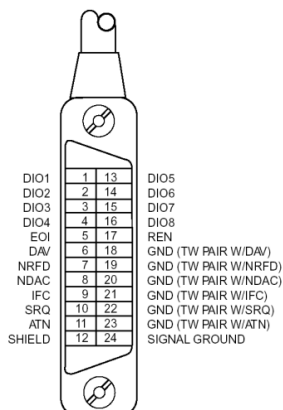 DIO1 1 13 DIO5
DIO2 2 14 DIO6
DIO3 3 15 DIO7
DIO4 4 16 DIO8
EOI 5 17 REN
DAV 6 18 GND (TW PAIR W/DAV)
NRFD 7 19 GND (TW PAIR W/NRFD)
NDAC 8 20 GND (TW PAIR W/NDAC)
IFC 9 21 GND (TW PAIR W/IFC)
SRQ 10 22 GND (TW PAIR W/SRQ)
ATN 11 23 GND (TW PAIR W/ATN)
SHIELD 12 24 SIGNAL GROUND